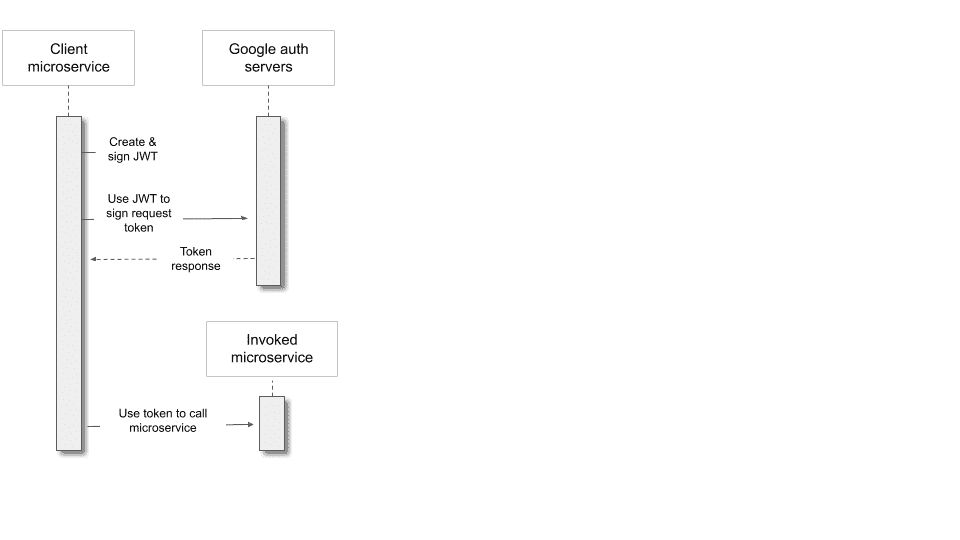 Client
microservice
Google auth
servers
Create &
sign JWT
Use JWT to
sign request
token
Token
response
Invoked
microservice
Use token to call
microservice